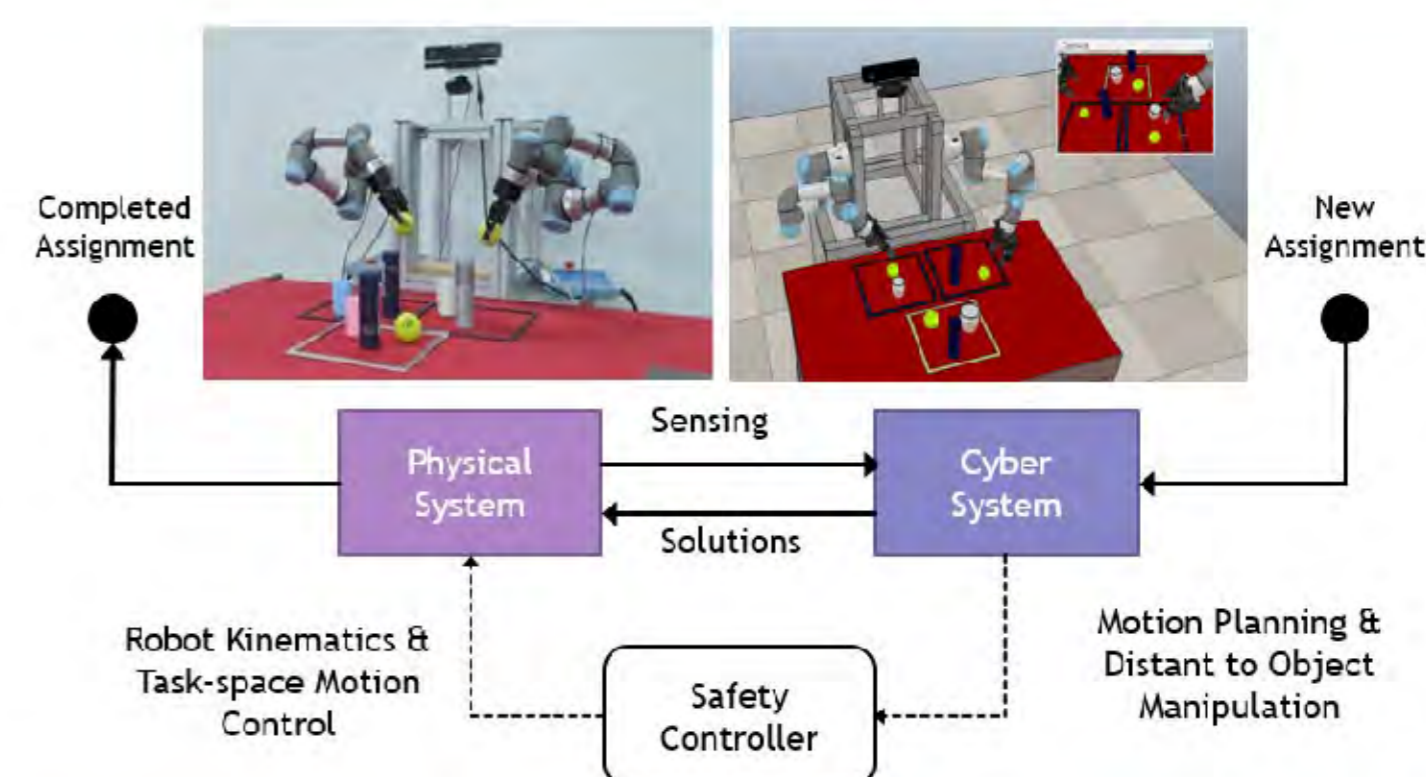 Completed
Assignment
New
Assignment
Sensing
Physical
System
Cyber
System
Solutions
Robot Kinematics &
Task-space Motion
Control
Safety
Controller
Motion Planning &
Distant to Object
Manipulation